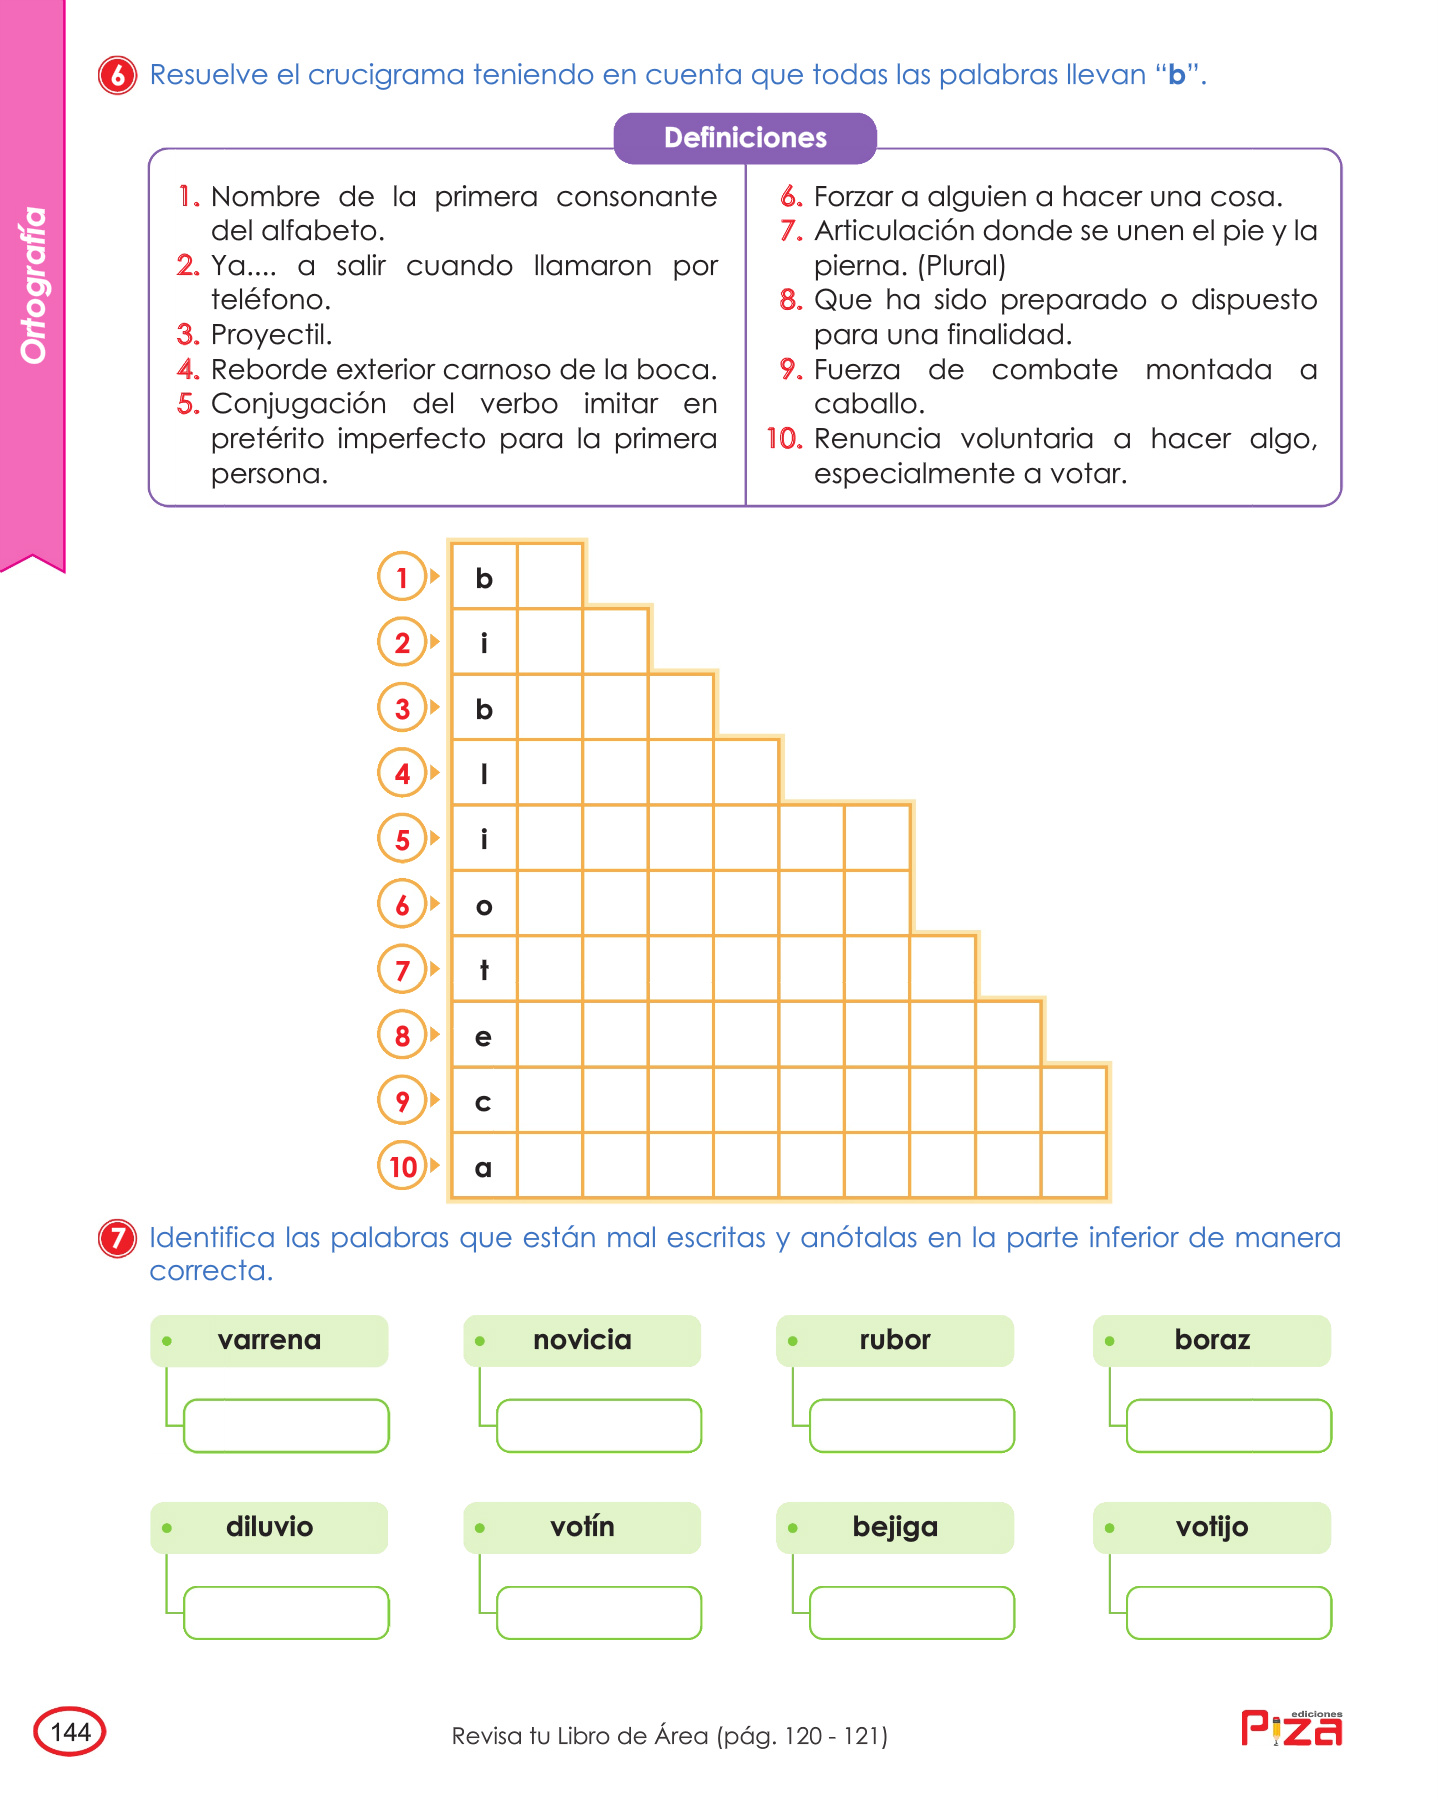 Ortografía
6 Resuelve el crucigrama teniendo en cuenta que todas las palabras llevan “b”.
Definiciones
1. Nombre de la primera consonante
del alfabeto.
2. Ya.... a salir cuando llamaron por
teléfono.
3. Proyectil.
4. Reborde exterior carnoso de la boca.
5. Conjugación del verbo imitar en
pretérito imperfecto para la primera
persona.
6. Forzar a alguien a hacer una cosa.
7. Articulación donde se unen el pie y la
pierna. (Plural)
8. Que ha sido preparado o dispuesto
para una finalidad.
9. Fuerza de combate montada a
caballo.
10. Renuncia voluntaria a hacer algo,
especialmente a votar.
1 b
2 i
3 b
4 l
5 i
6 o
7 t
8 e
9 c
10 a
7 Identifica las palabras que están mal escritas y anótalas en la parte inferior de manera
correcta.
varrena novicia rubor boraz
diluvio votín bejiga votijo
144
Revisa tu Libro de Área (pág. 120 - 121)
ediciones
Piza